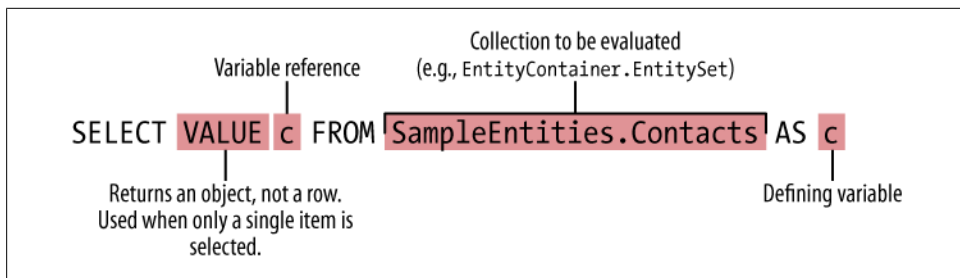 Collection to be evaluated
Variable reference
(e.g., EntityContainer.EntitySet)
SELECT VALUE c FROM SampleEntities.Contacts AS c
Returns an object, not a row.
Used when only a single item is
selected.
Defining variable